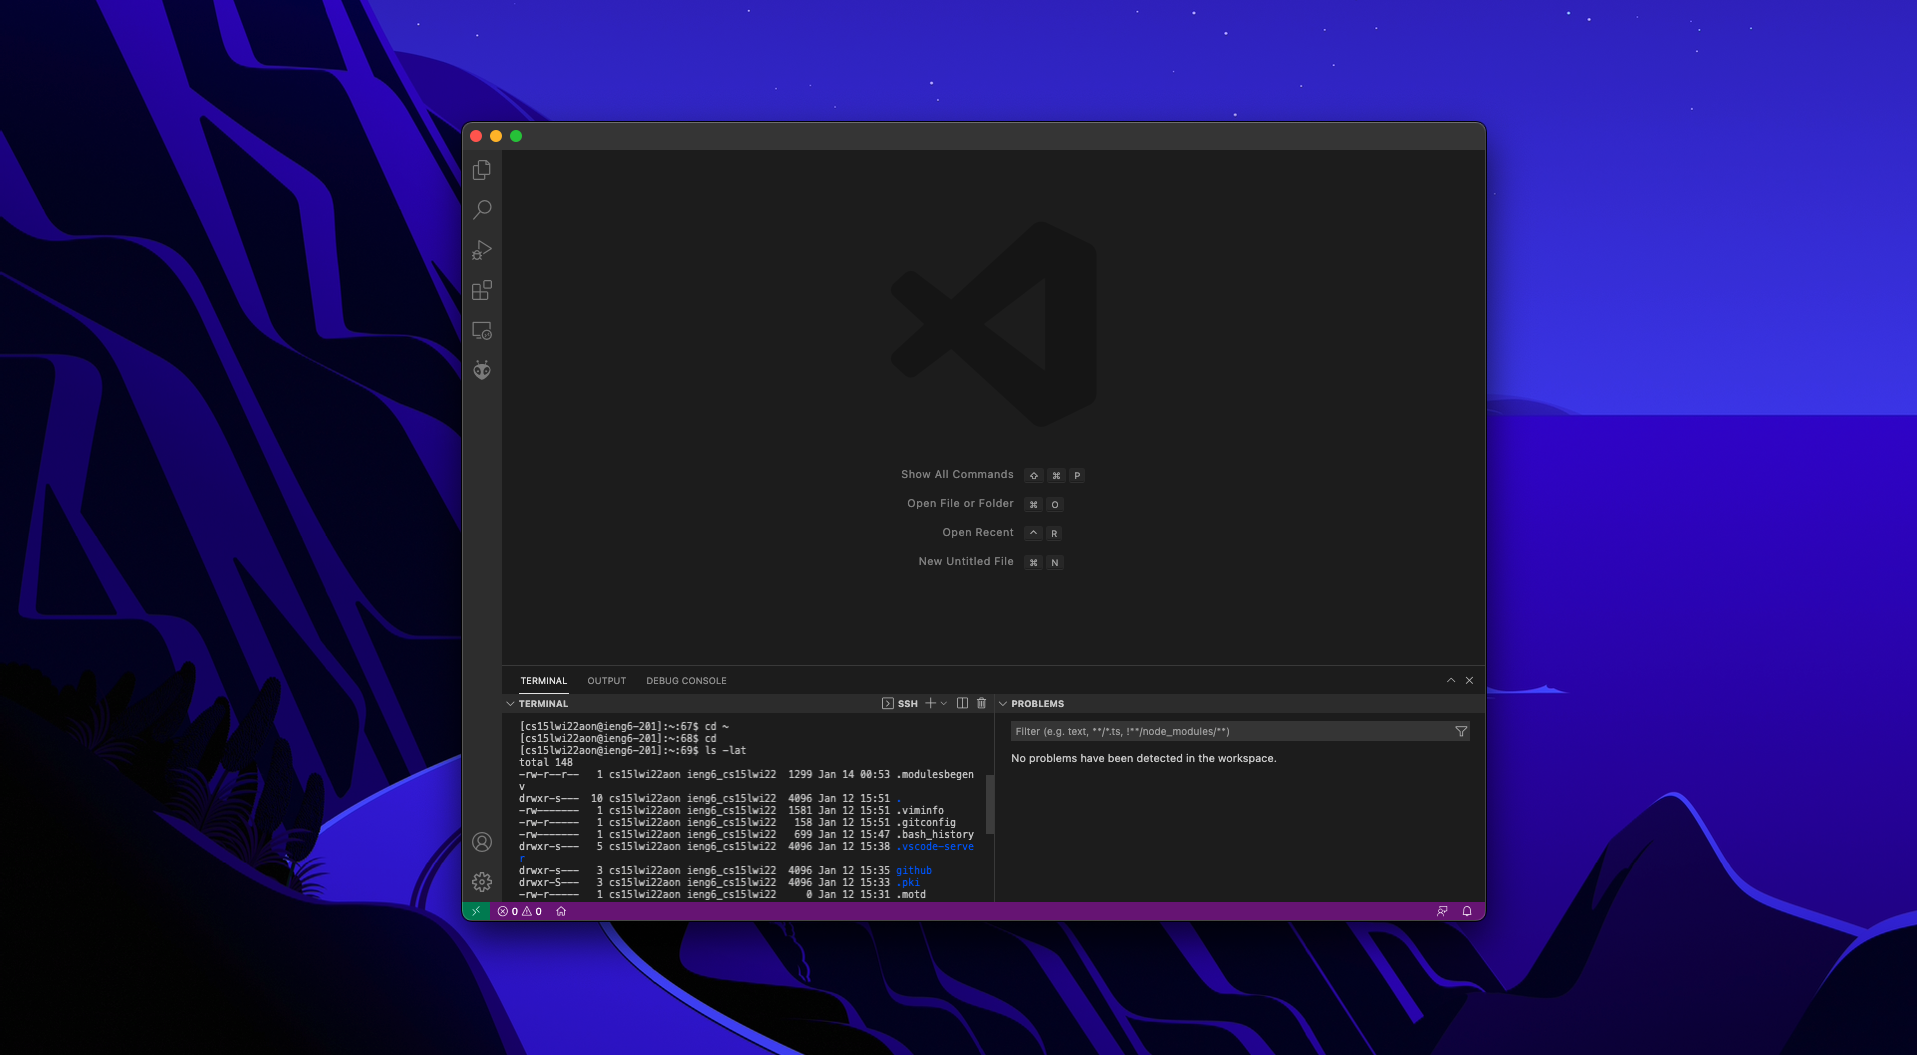 Show All Commands ⇧ ⌘ P
Open File or Folder ⌘ O
Open Recent ^ R
New Untitled File ⌘ N
TERMINAL OUTPUT DEBUG CONSOLE
TERMINAL SSH
[cs15lwi22aon@ieng6-201]:~:67$ cd ~
[cs15lwi22aon@ieng6-201]:~:68$ cd
[cs15lwi22aon@ieng6-201]:~:69$ ls -lat
total 148
-rw-r--r-- 1 cs15lwi22aon ieng6_cs15lwi22 1299 Jan 14 00:53 .modulesbegen
v
drwxr-s--- 10 cs15lwi22aon ieng6_cs15lwi22 4096 Jan 12 15:51 .
-rw------- 1 cs15lwi22aon ieng6_cs15lwi22 1581 Jan 12 15:51 .viminfo
-rw-r----- 1 cs15lwi22aon ieng6_cs15lwi22 158 Jan 12 15:51 .gitconfig
-rw------- 1 cs15lwi22aon ieng6_cs15lwi22 699 Jan 12 15:47 .bash_history
drwxr-s--- 5 cs15lwi22aon ieng6_cs15lwi22 4096 Jan 12 15:38 .vscode-serve
r
drwxr-s--- 3 cs15lwi22aon ieng6_cs15lwi22 4096 Jan 12 15:35 github
drwxr-S--- 3 cs15lwi22aon ieng6_cs15lwi22 4096 Jan 12 15:33 .pki
-rw-r----- 1 cs15lwi22aon ieng6_cs15lwi22 0 Jan 12 15:31 .motd
PROBLEMS
Filter (e.g. text, **/*.ts, !**/node_modules/**)
No problems have been detected in the workspace.
0 0